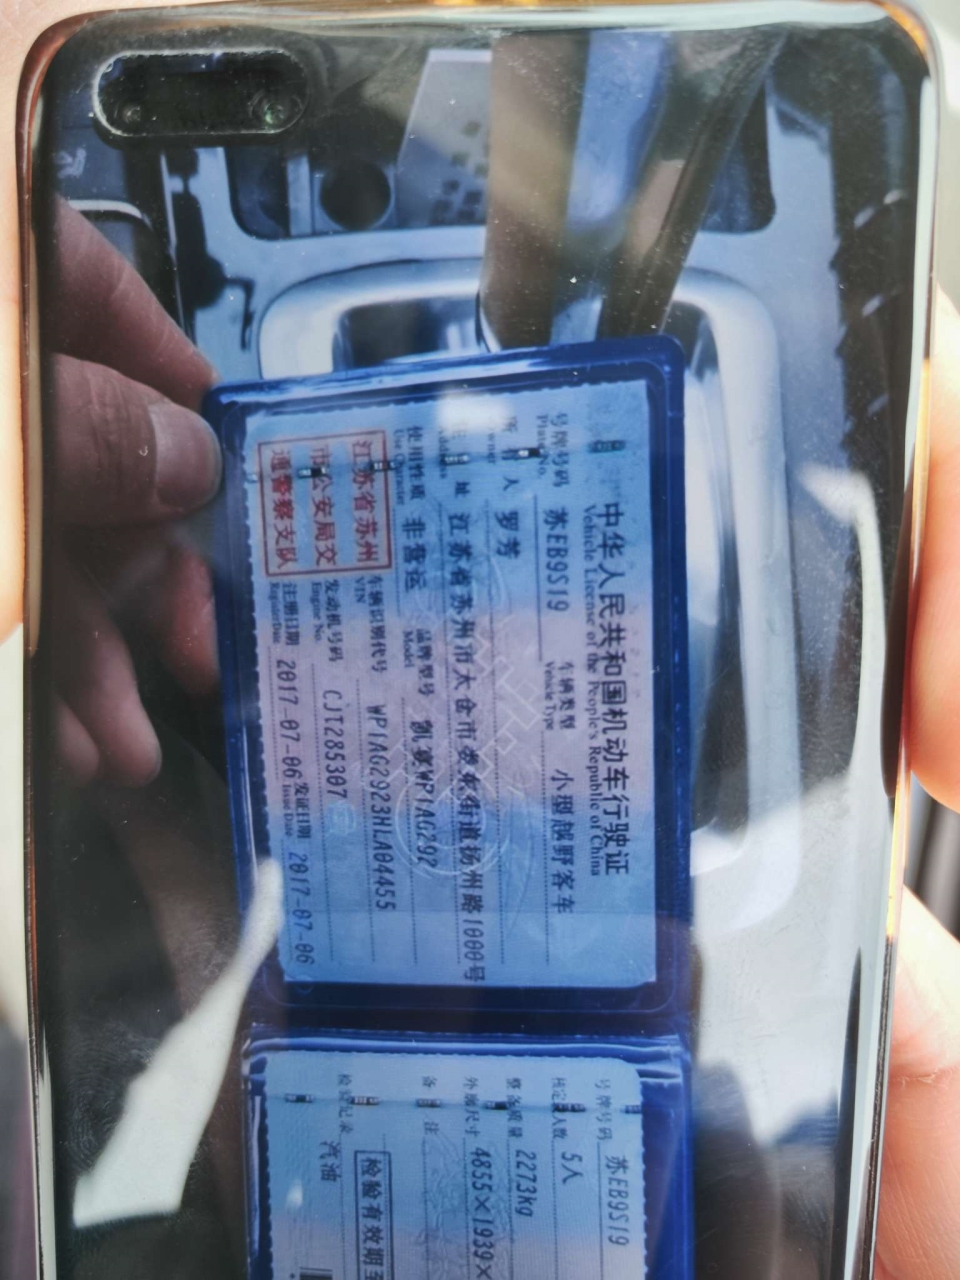 中华人民共和国机动车行驶证
Vehicle License of the People's Republic of China
号牌号码 苏EB9S19 车辆类型 小型越野客车
Plate No. Vehicle Type
所有人 罗芳
Owner
住址 江苏省苏州市太仓市娄东街道扬州路1000号
Address
使用性质 非营运 品牌型号 凯宴WP1AG292
Use Character Model
江苏省苏州
市公安局交
通警察支队
车辆识别代号 WP1AG2923HLA04455
VIN
发动机号码 CJT285307
Engine No.
注册日期 2017-07-06 发证日期 2017-07-06
Register Date Issue Date
号牌号码 苏EB9S19
核定载人数 5人
整备质量 2273kg
外廓尺寸 4855×1939×
备注
检验有效期至
检验记录
汽油